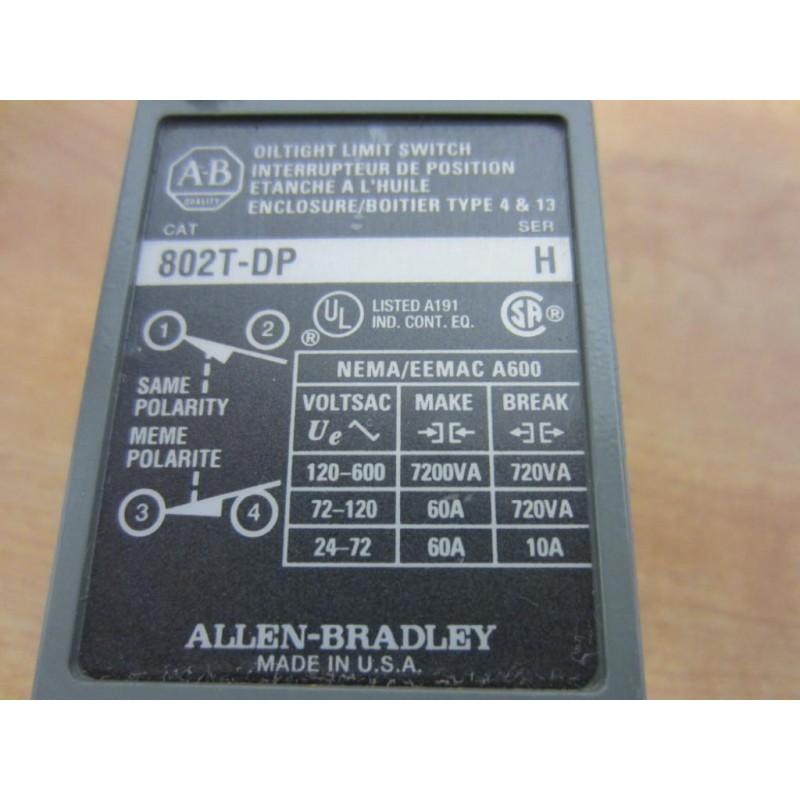 A-B
QUALITY
OILTIGHT LIMIT SWITCH
INTERRUPTEUR DE POSITION
ETANCHE A L'HUILE
ENCLOSURE/BOITIER TYPE 4 & 13
CAT SER
802T-DP H
1 2
® UL LISTED A191
IND. CONT. EQ.
SA ®
SAME
POLARITY
MEME
POLARITE
3 4
NEMA/EEMAC A600
VOLTSAC MAKE BREAK
Ue
120-600 7200VA 720VA
72-120 60A 720VA
24-72 60A 10A
ALLEN-BRADLEY
MADE IN U.S.A.